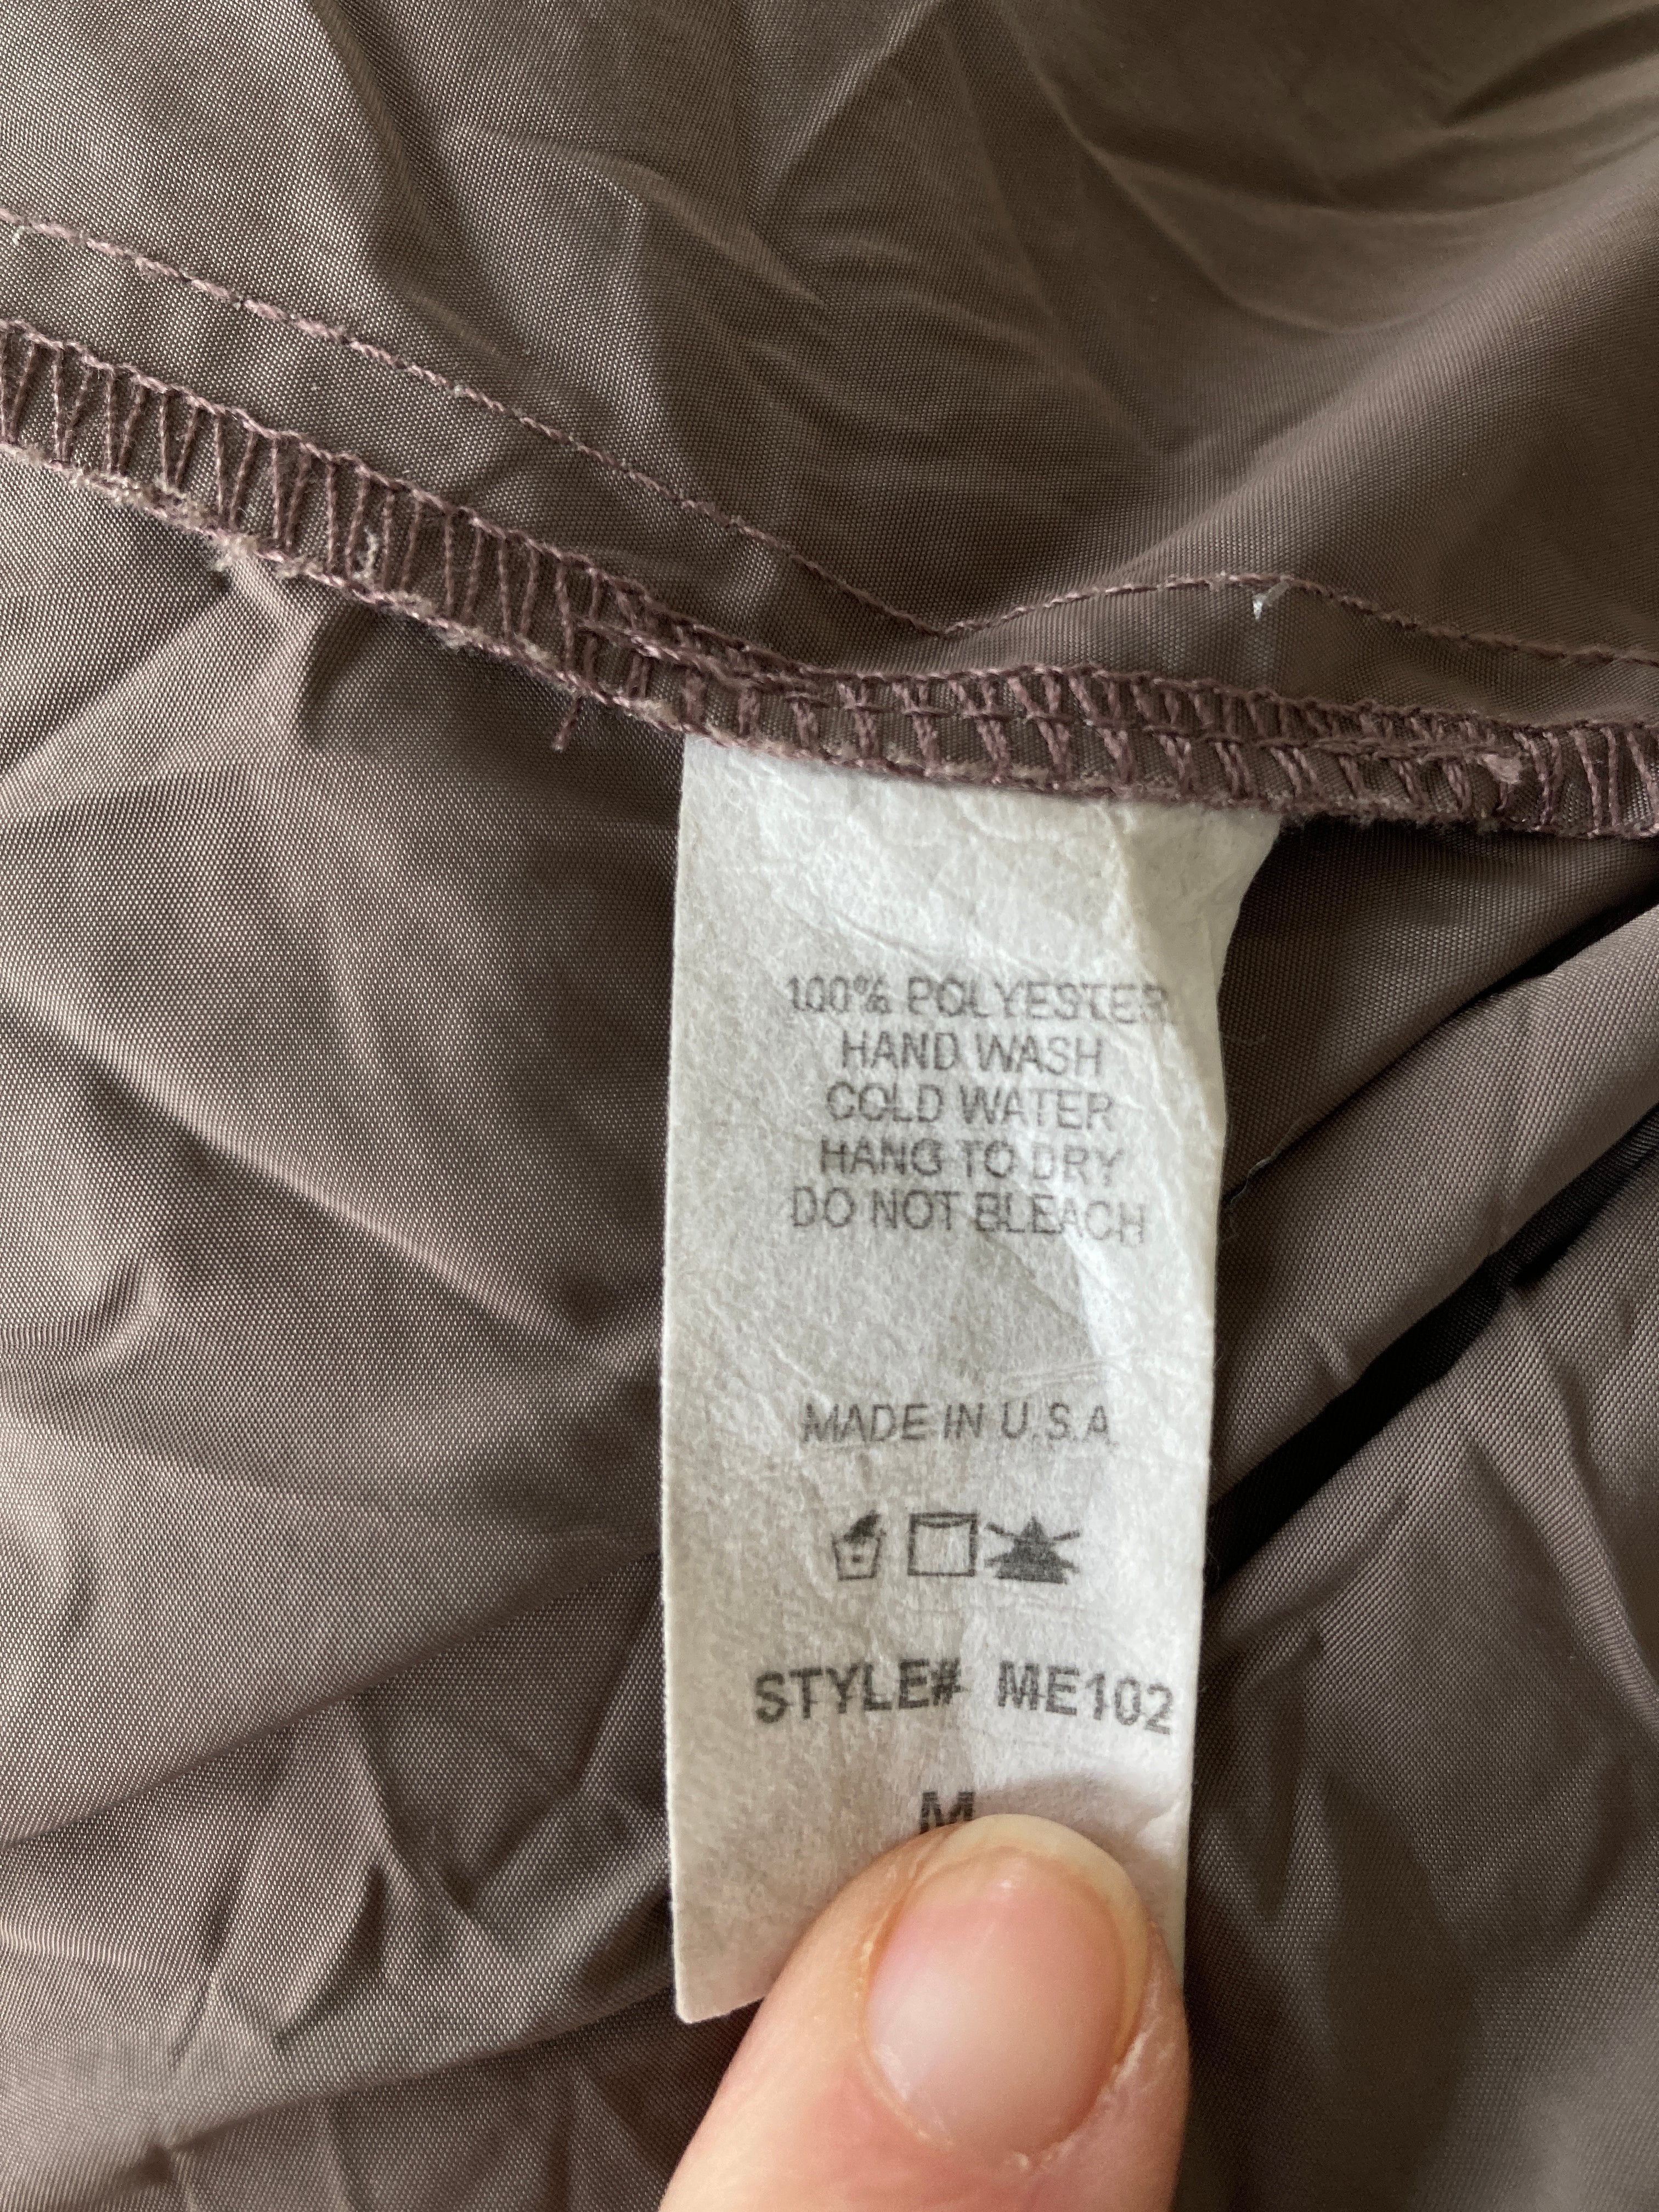 100% POLYESTER
HAND WASH
COLD WATER
HANG TO DRY
DO NOT BLEACH
MADE IN U.S.A.
STYLE# ME102
M